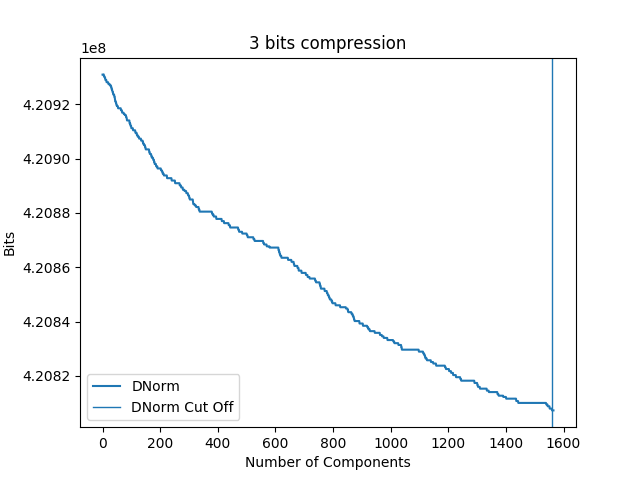 3 bits compression
1e8
4.2092
4.2090
4.2088
4.2086
4.2084
4.2082
Bits
DNorm
DNorm Cut Off
0 200 400 600 800 1000 1200 1400 1600
Number of Components